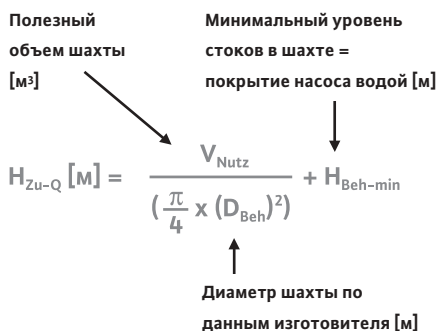 Полезный
объем шахты
[м³]
Минимальный уровень
стоков в шахте =
покрытие насоса водой [м]
H_Zu-Q [м] = V_Nutz / (π/4 x (D_Beh)²) + H_Beh-min
Диаметр шахты по
данным изготовителя [м]